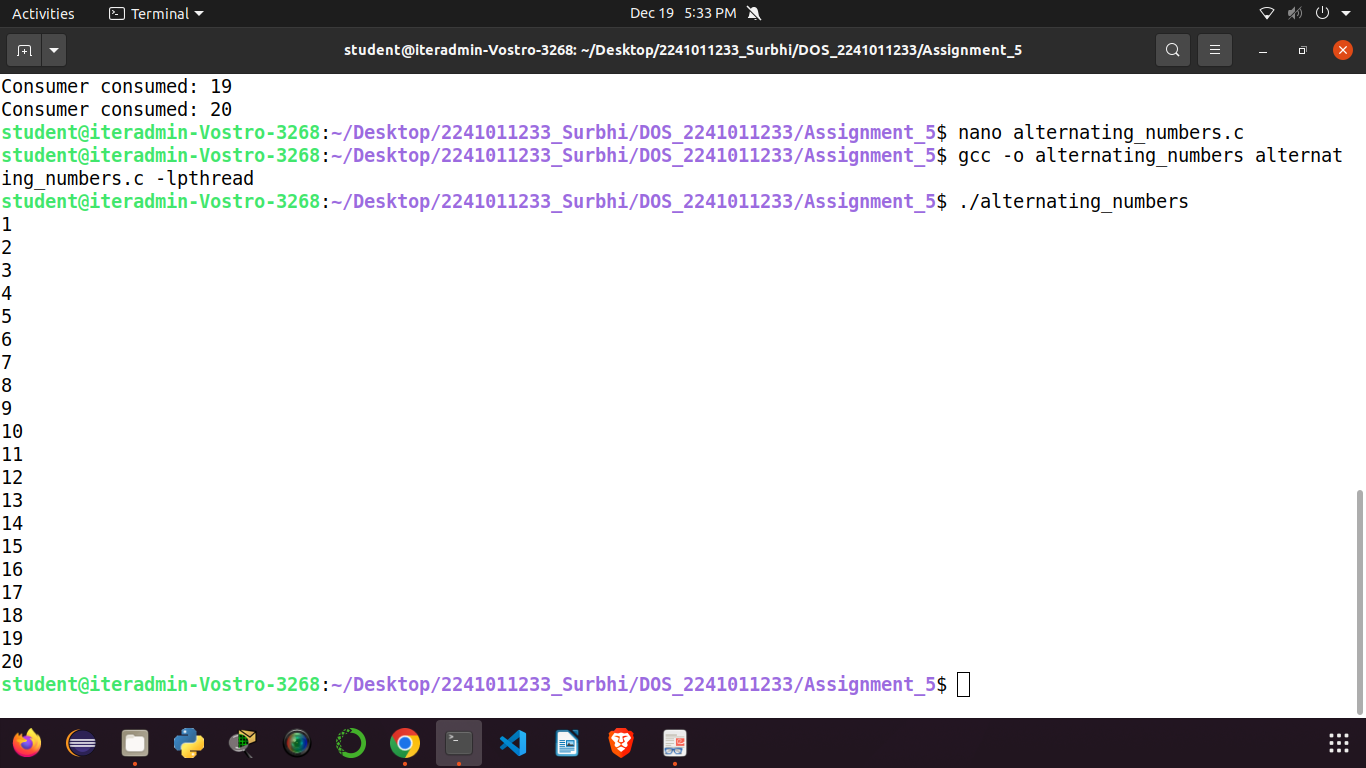 Activities Terminal Dec 19 5:33 PM
student@iteradmin-Vostro-3268: ~/Desktop/2241011233_Surbhi/DOS_2241011233/Assignment_5
Consumer consumed: 19
Consumer consumed: 20
student@iteradmin-Vostro-3268:~/Desktop/2241011233_Surbhi/DOS_2241011233/Assignment_5$ nano alternating_numbers.c
student@iteradmin-Vostro-3268:~/Desktop/2241011233_Surbhi/DOS_2241011233/Assignment_5$ gcc -o alternating_numbers alternat
ing_numbers.c -lpthread
student@iteradmin-Vostro-3268:~/Desktop/2241011233_Surbhi/DOS_2241011233/Assignment_5$ ./alternating_numbers
1
2
3
4
5
6
7
8
9
10
11
12
13
14
15
16
17
18
19
20
student@iteradmin-Vostro-3268:~/Desktop/2241011233_Surbhi/DOS_2241011233/Assignment_5$